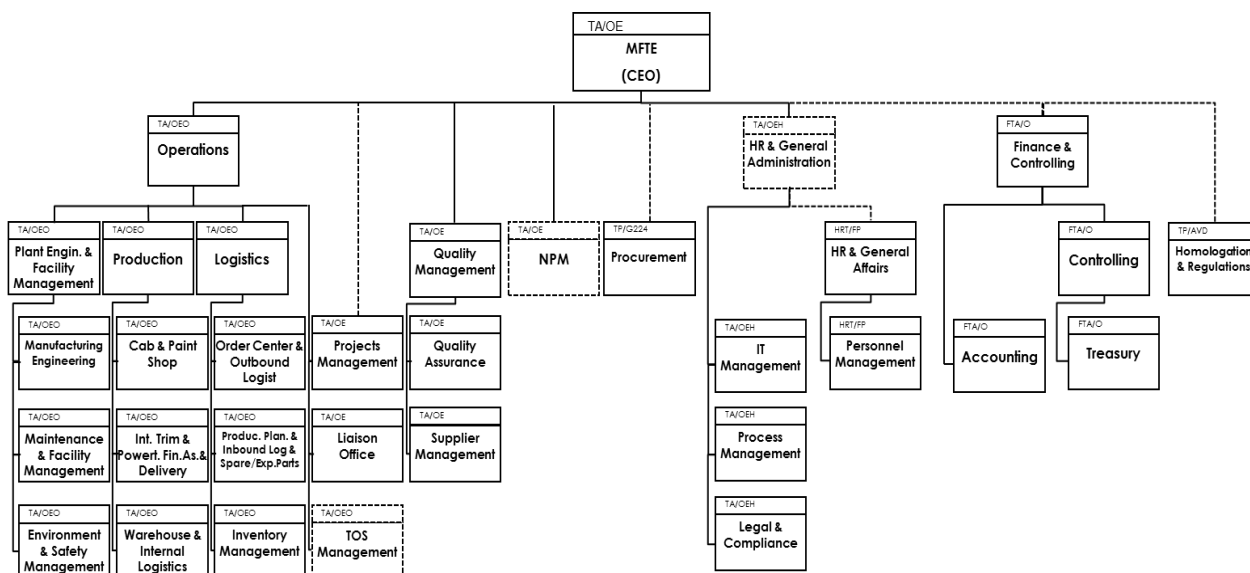 TA/OE
MFTE
(CEO)
TA/OEO
Operations
TA/OEH
HR & General
Administration
FTA/O
Finance &
Controlling
TA/OEO
Plant Engin. &
Facility
Management
TA/OEO
Production
TA/OEO
Logistics
TA/OE
Quality
Management
TA/OE
NPM
TP/G224
Procurement
HRT/FP
HR & General
Affairs
FTA/O
Controlling
TP/AVD
Homologation
& Regulations
TA/OEO
Manufacturing
Engineering
TA/OEO
Cab & Paint
Shop
TA/OEO
Order Center &
Outbound
Logist
TA/OE
Projects
Management
TA/OE
Quality
Assurance
TA/OEH
IT
Management
HRT/FP
Personnel
Management
FTA/O
Accounting
FTA/O
Treasury
TA/OEO
Maintenance
& Facility
Management
TA/OEO
Int. Trim &
Powert. Fin.As.&
Delivery
TA/OEO
Produc. Plan. &
Inbound Log &
Spare/Exp.Parts
TA/OE
Liaison
Office
TA/OE
Supplier
Management
TA/OEH
Process
Management
TA/OEO
Environment
& Safety
Management
TA/OEO
Warehouse &
Internal
Logistics
TA/OEO
Inventory
Management
TA/OEO
TOS
Management
TA/OEH
Legal &
Compliance